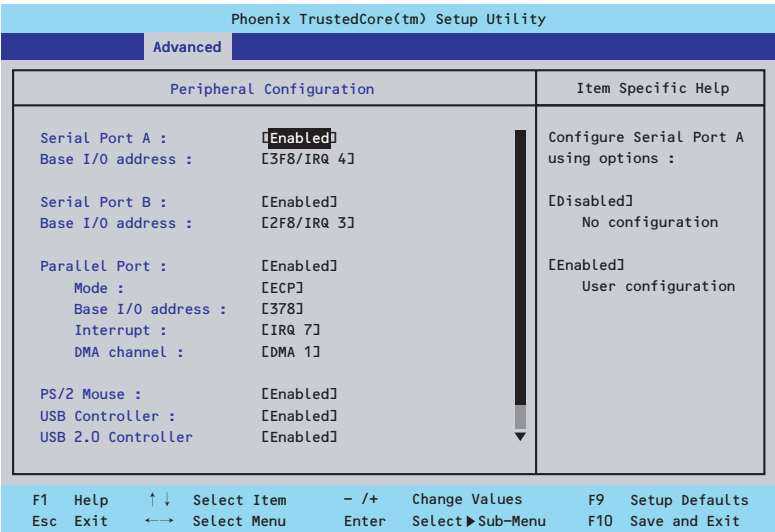 Phoenix TrustedCore(tm) Setup Utility
Advanced
Peripheral Configuration
Item Specific Help
Serial Port A : [Enabled]
Base I/O address : [3F8/IRQ 4]
Serial Port B : [Enabled]
Base I/O address : [2F8/IRQ 3]
Parallel Port : [Enabled]
Mode : [ECP]
Base I/O address : [378]
Interrupt : [IRQ 7]
DMA channel : [DMA 1]
PS/2 Mouse : [Enabled]
USB Controller : [Enabled]
USB 2.0 Controller [Enabled]
Configure Serial Port A
using options :
[Disabled]
No configuration
[Enabled]
User configuration
F1 Help ↑↓ Select Item − /+ Change Values F9 Setup Defaults
Esc Exit ←→ Select Menu Enter Select▶Sub-Menu F10 Save and Exit